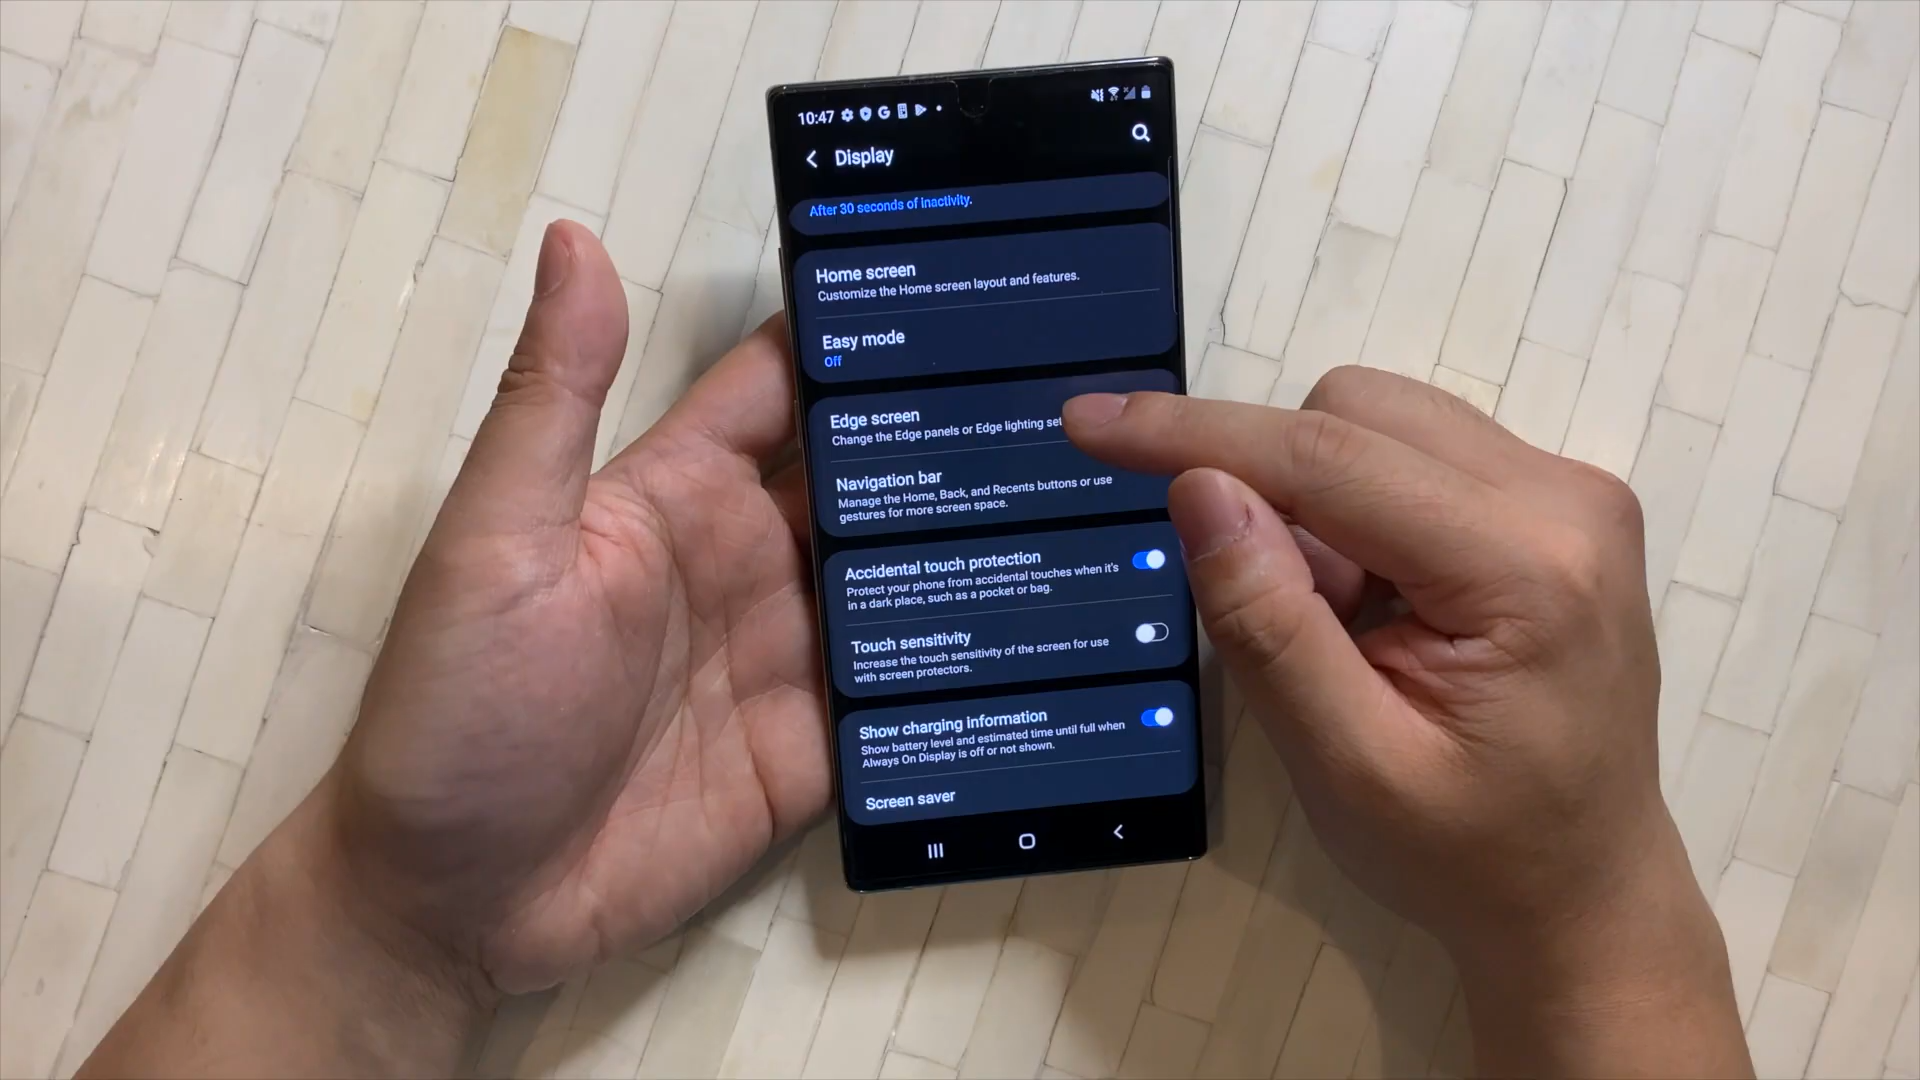 10:47
Display
After 30 seconds of inactivity.
Home screen
Customize the Home screen layout and features.
Easy mode
Off
Edge screen
Change the Edge panels or Edge lighting
Navigation bar
Manage the Home, Back, and Recents buttons or use
gestures for more screen space.
Accidental touch protection
Protect your phone from accidental touches when it's
in a dark place, such as a pocket or bag.
Touch sensitivity
Increase the touch sensitivity of the screen for use
with screen protectors.
Show charging information
Show battery level and estimated time until full when
Always On Display is off or not shown.
Screen saver